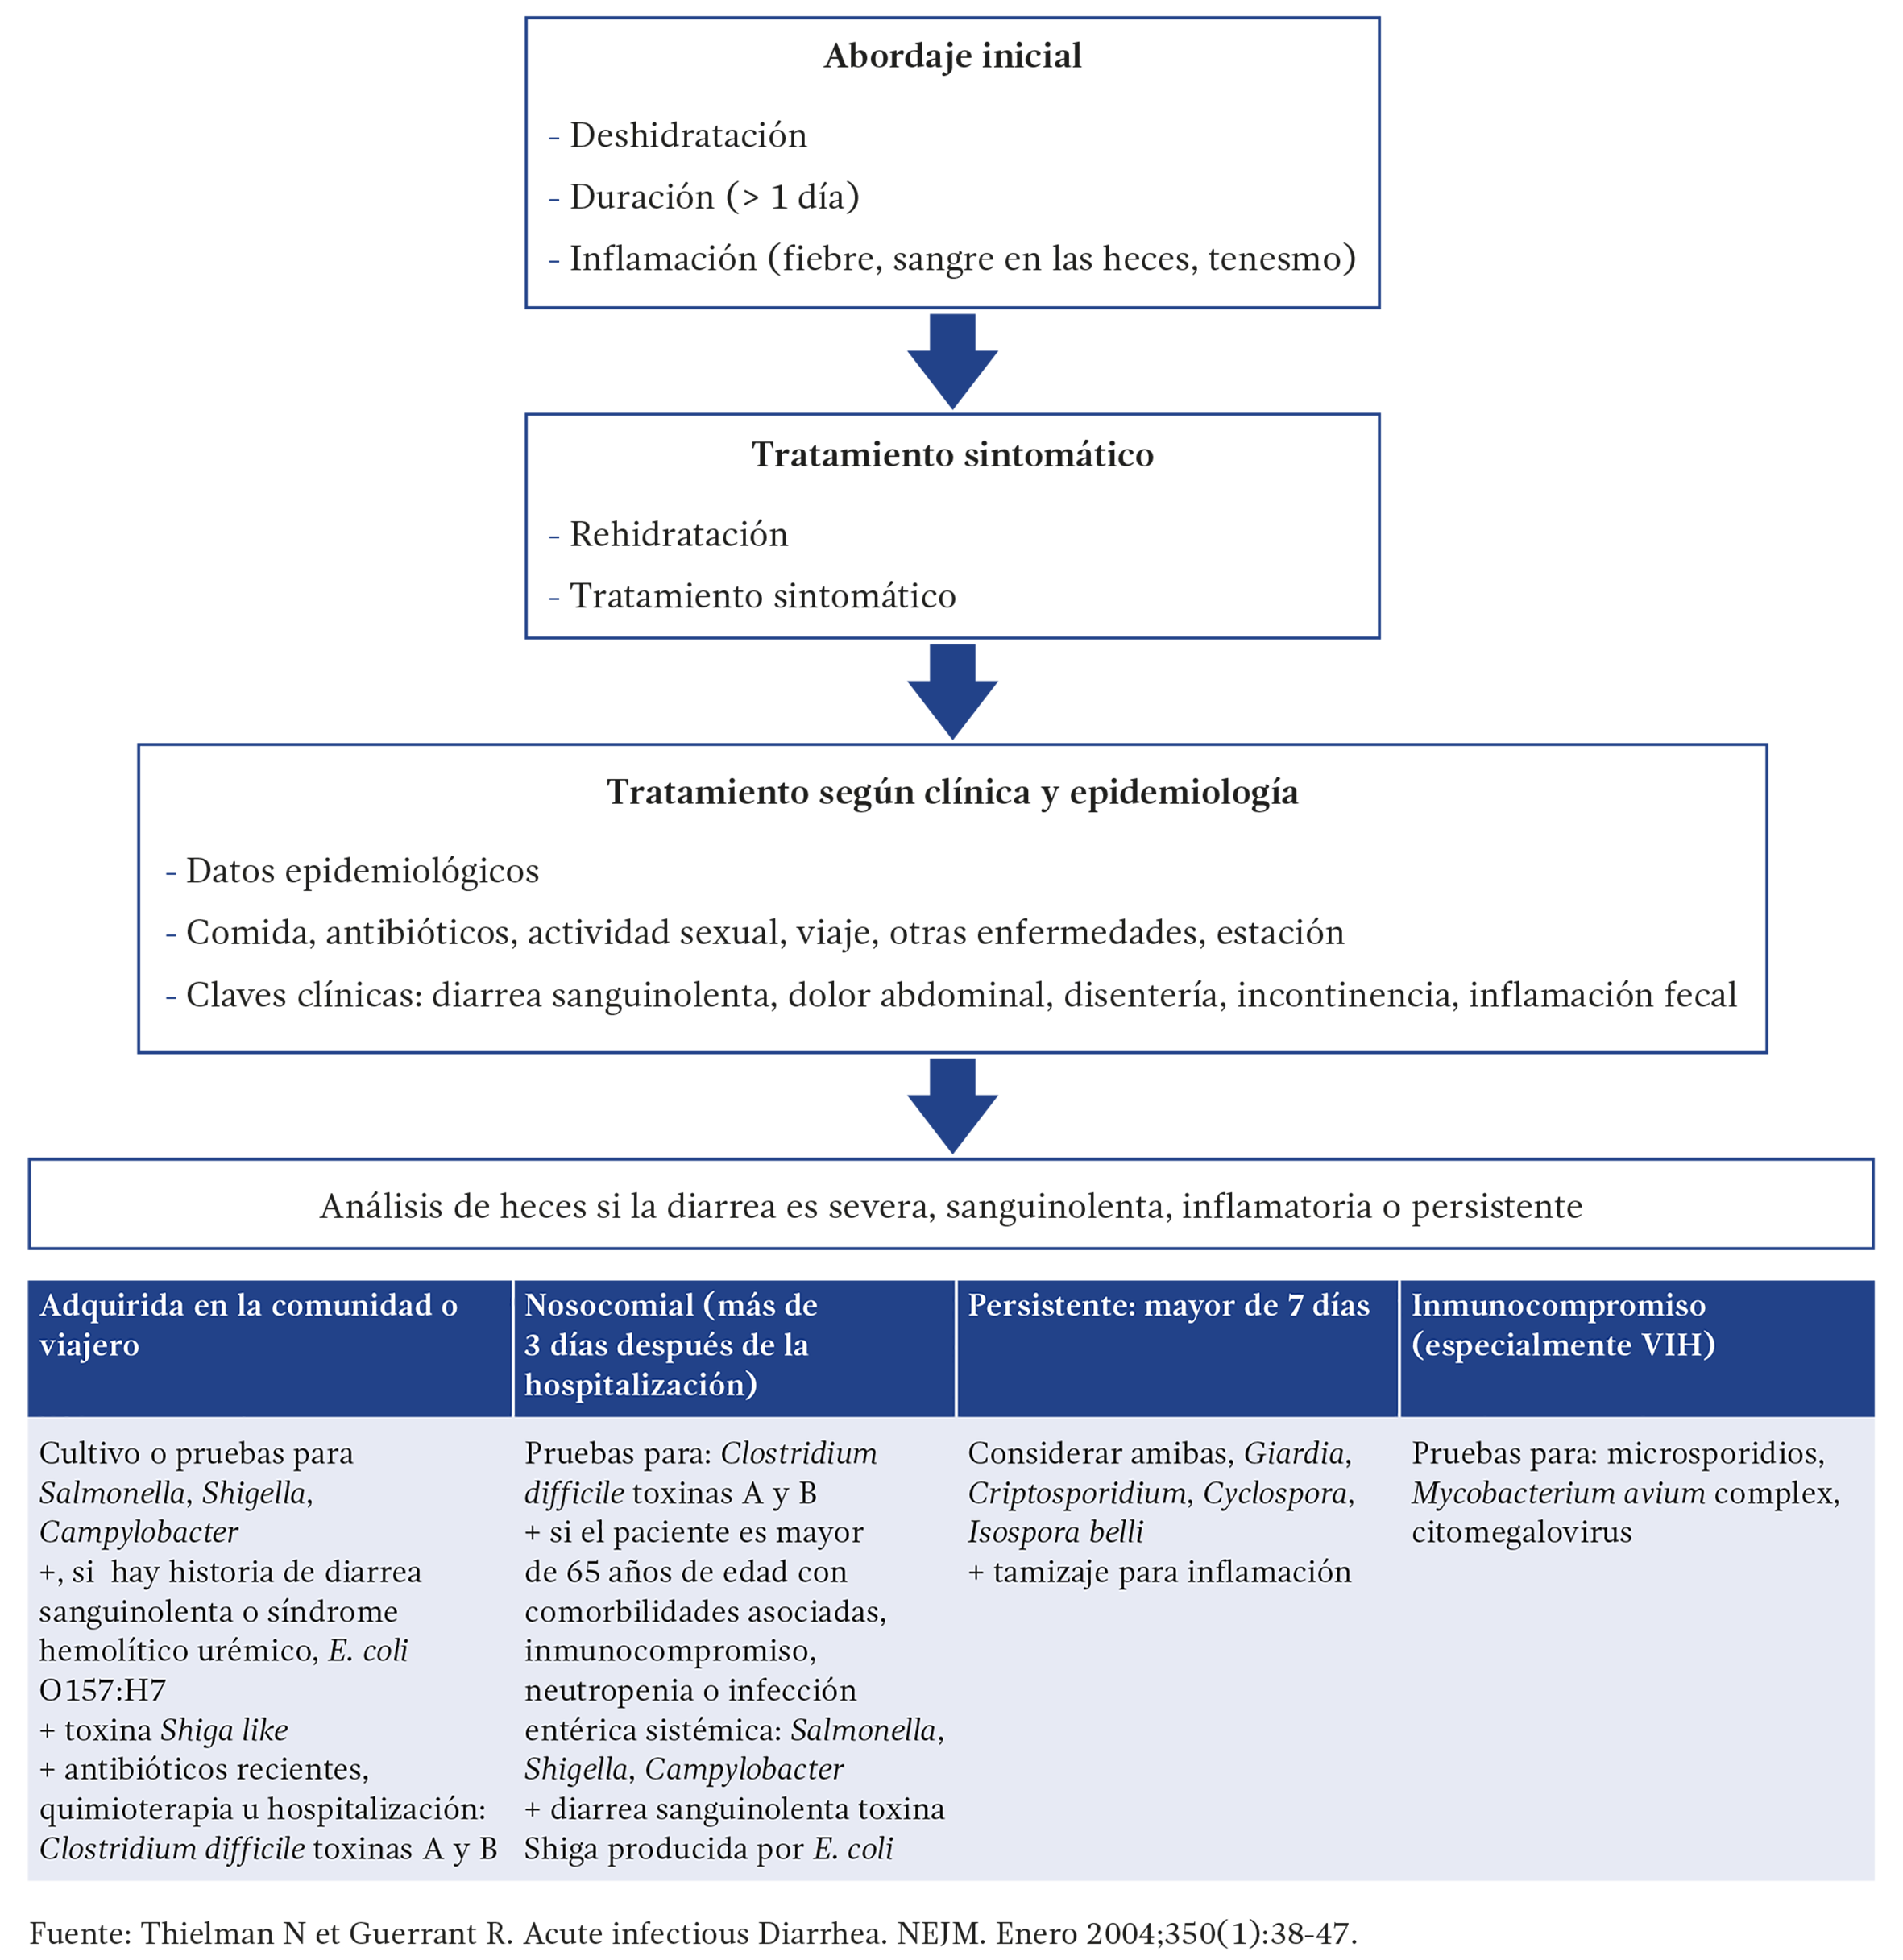 Abordaje inicial
- Deshidratación
- Duración (> 1 día)
- Inflamación (fiebre, sangre en las heces, tenesmo)
Tratamiento sintomático
- Rehidratación
- Tratamiento sintomático
Tratamiento según clínica y epidemiología
- Datos epidemiológicos
- Comida, antibióticos, actividad sexual, viaje, otras enfermedades, estación
- Claves clínicas: diarrea sanguinolenta, dolor abdominal, disentería, incontinencia, inflamación fecal
Análisis de heces si la diarrea es severa, sanguinolenta, inflamatoria o persistente
Adquirida en la comunidad o
viajero
Cultivo o pruebas para
Salmonella, Shigella,
Campylobacter
+, si hay historia de diarrea
sanguinolenta o síndrome
hemolítico urémico, E. coli
O157:H7
+ toxina Shiga like
+ antibióticos recientes,
quimioterapia u hospitalización:
Clostridium difficile toxinas A y B
Nosocomial (más de
3 días después de la
hospitalización)
Pruebas para: Clostridium
difficile toxinas A y B
+ si el paciente es mayor
de 65 años de edad con
comorbilidades asociadas,
inmunocompromiso,
neutropenia o infección
entérica sistémica: Salmonella,
Shigella, Campylobacter
+ diarrea sanguinolenta toxina
Shiga producida por E. coli
Persistente: mayor de 7 días
Considerar amibas, Giardia,
Criptosporidium, Cyclospora,
Isospora belli
+ tamizaje para inflamación
Inmunocompromiso
(especialmente VIH)
Pruebas para: microsporidios,
Mycobacterium avium complex,
citomegalovirus
Fuente: Thielman N et Guerrant R. Acute infectious Diarrhea. NEJM. Enero 2004;350(1):38-47.